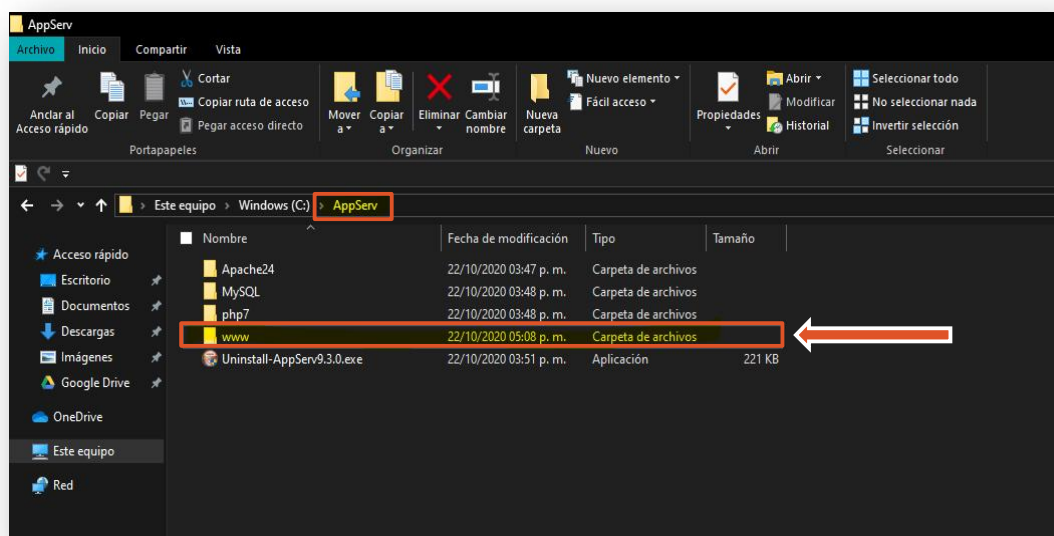 AppServ
Archivo Inicio Compartir Vista
Anclar al Acceso rápido
Copiar
Pegar
Cortar
Copiar ruta de acceso
Pegar acceso directo
Portapapeles
Mover a
Copiar a
Eliminar
Cambiar nombre
Organizar
Nueva carpeta
Nuevo elemento
Fácil acceso
Nuevo
Propiedades
Abrir
Modificar
Historial
Abrir
Seleccionar todo
No seleccionar nada
Invertir selección
Seleccionar
Este equipo > Windows (C:) > AppServ
Acceso rápido
Escritorio
Documentos
Descargas
Imágenes
Google Drive
OneDrive
Este equipo
Red
Nombre Fecha de modificación Tipo Tamaño
Apache24 22/10/2020 03:47 p. m. Carpeta de archivos
MySQL 22/10/2020 03:48 p. m. Carpeta de archivos
php7 22/10/2020 03:48 p. m. Carpeta de archivos
www 22/10/2020 05:08 p. m. Carpeta de archivos
Uninstall-AppServ9.3.0.exe 22/10/2020 03:51 p. m. Aplicación 221 KB